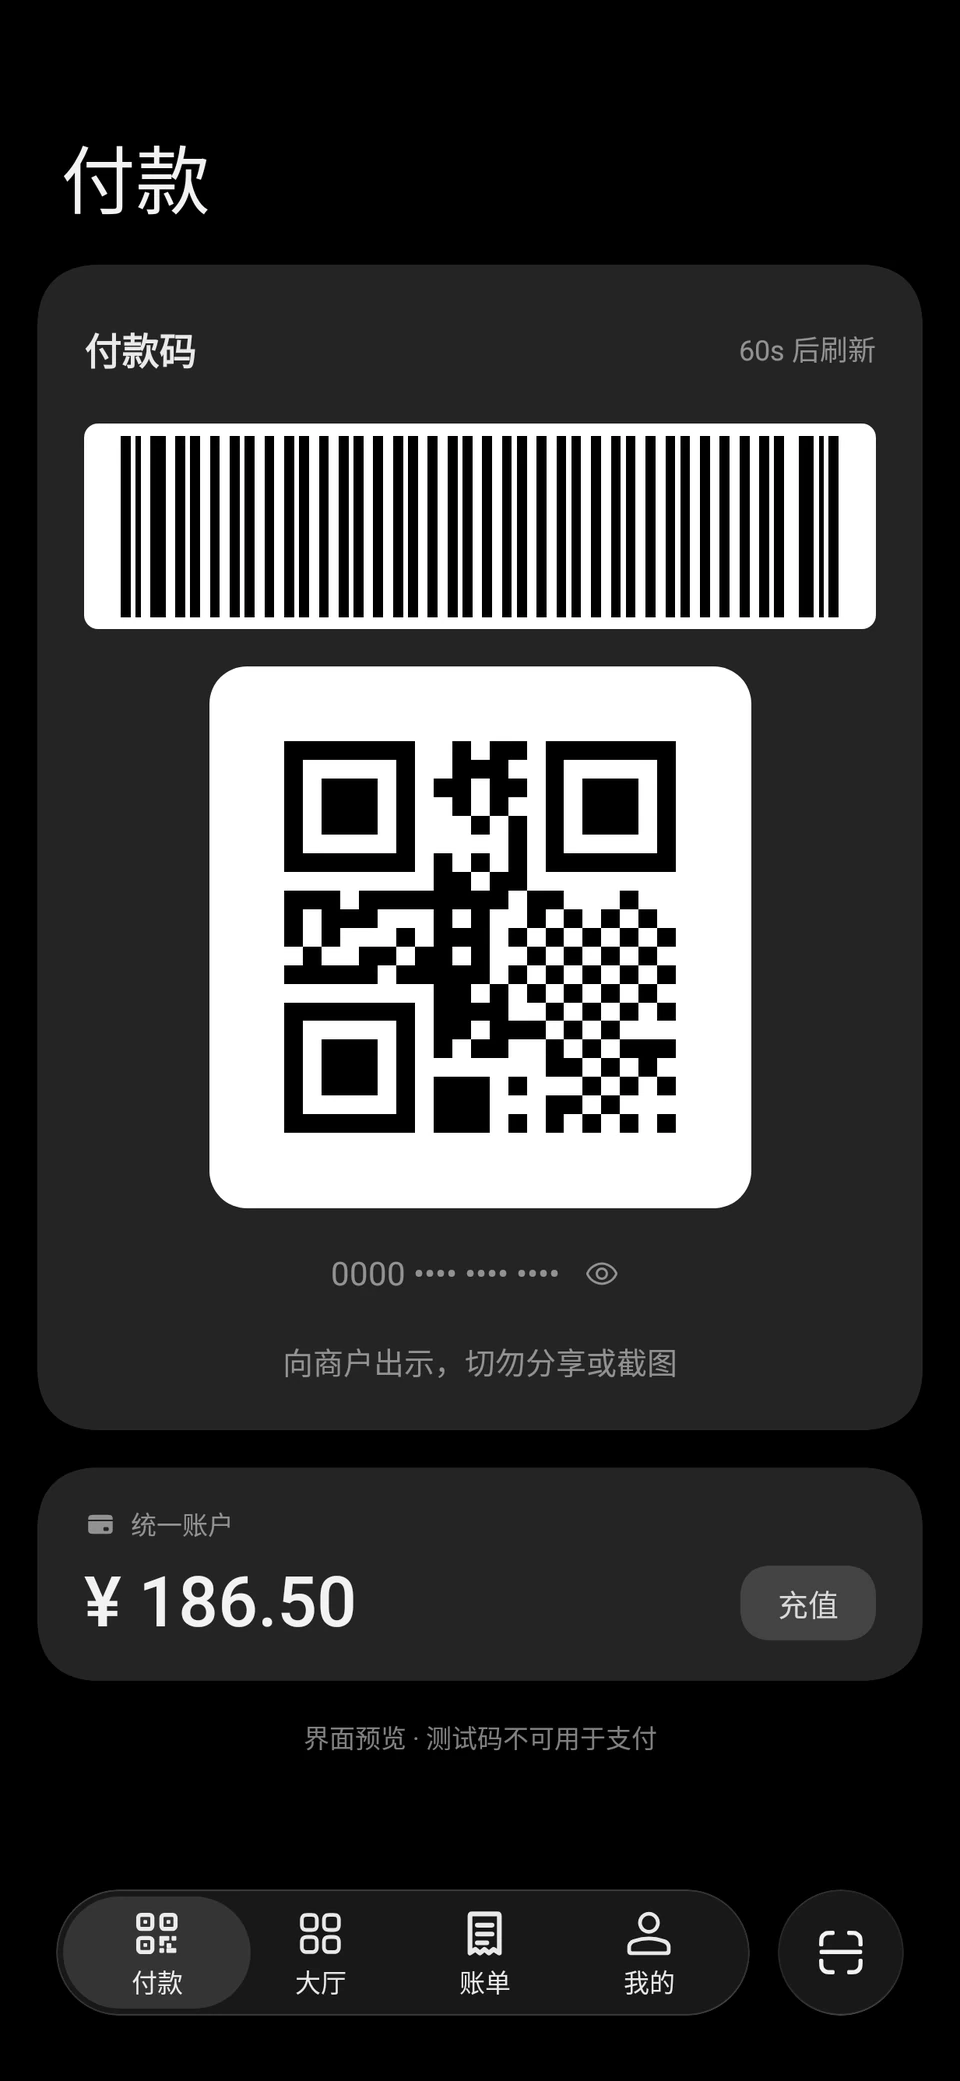 付款
付款码
60s 后刷新
0000 •••• •••• ••••
向商户出示，切勿分享或截图
统一账户
¥ 186.50
充值
界面预览 · 测试码不可用于支付
付款
大厅
账单
我的